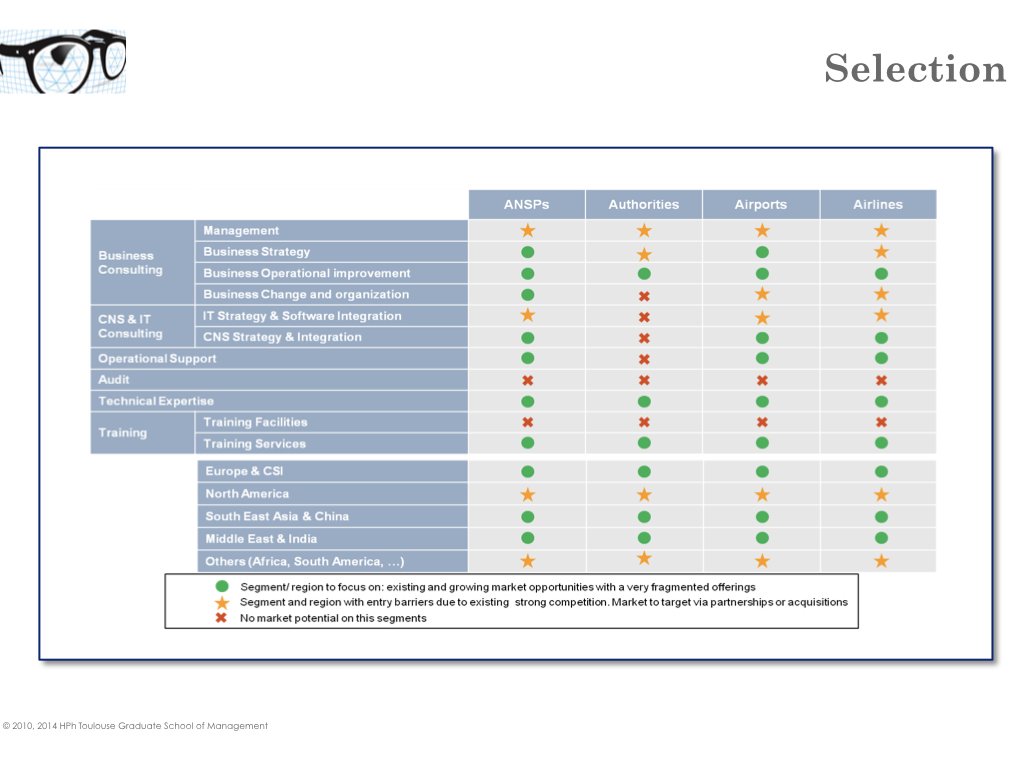 Selection
ANSPs Authorities Airports Airlines
Business Consulting
Management
Business Strategy
Business Operational improvement
Business Change and organization
CNS & IT Consulting
IT Strategy & Software Integration
CNS Strategy & Integration
Operational Support
Audit
Technical Expertise
Training
Training Facilities
Training Services
Europe & CSI
North America
South East Asia & China
Middle East & India
Others (Africa, South America, …)
Segment/ region to focus on: existing and growing market opportunities with a very fragmented offerings
Segment and region with entry barriers due to existing strong competition. Market to target via partnerships or acquisitions
No market potential on this segments
© 2010, 2014 HPh Toulouse Graduate School of Management